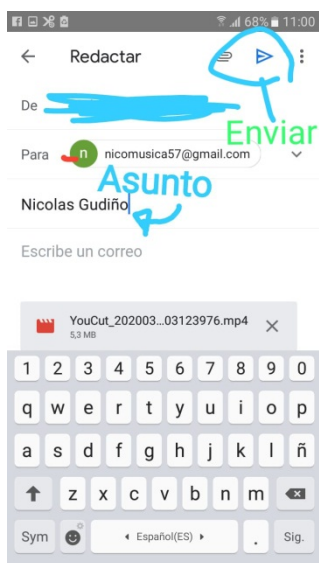 68% 11:00
Redactar
Enviar
De
Para n nicomusica57@gmail.com
Asunto
Nicolas Gudiño
Escribe un correo
YouCut_202003...03123976.mp4
5,3 MB
1 2 3 4 5 6 7 8 9 0
q w e r t y u i o p
a s d f g h j k l ñ
z x c v b n m
Sym Español(ES) . Sig.